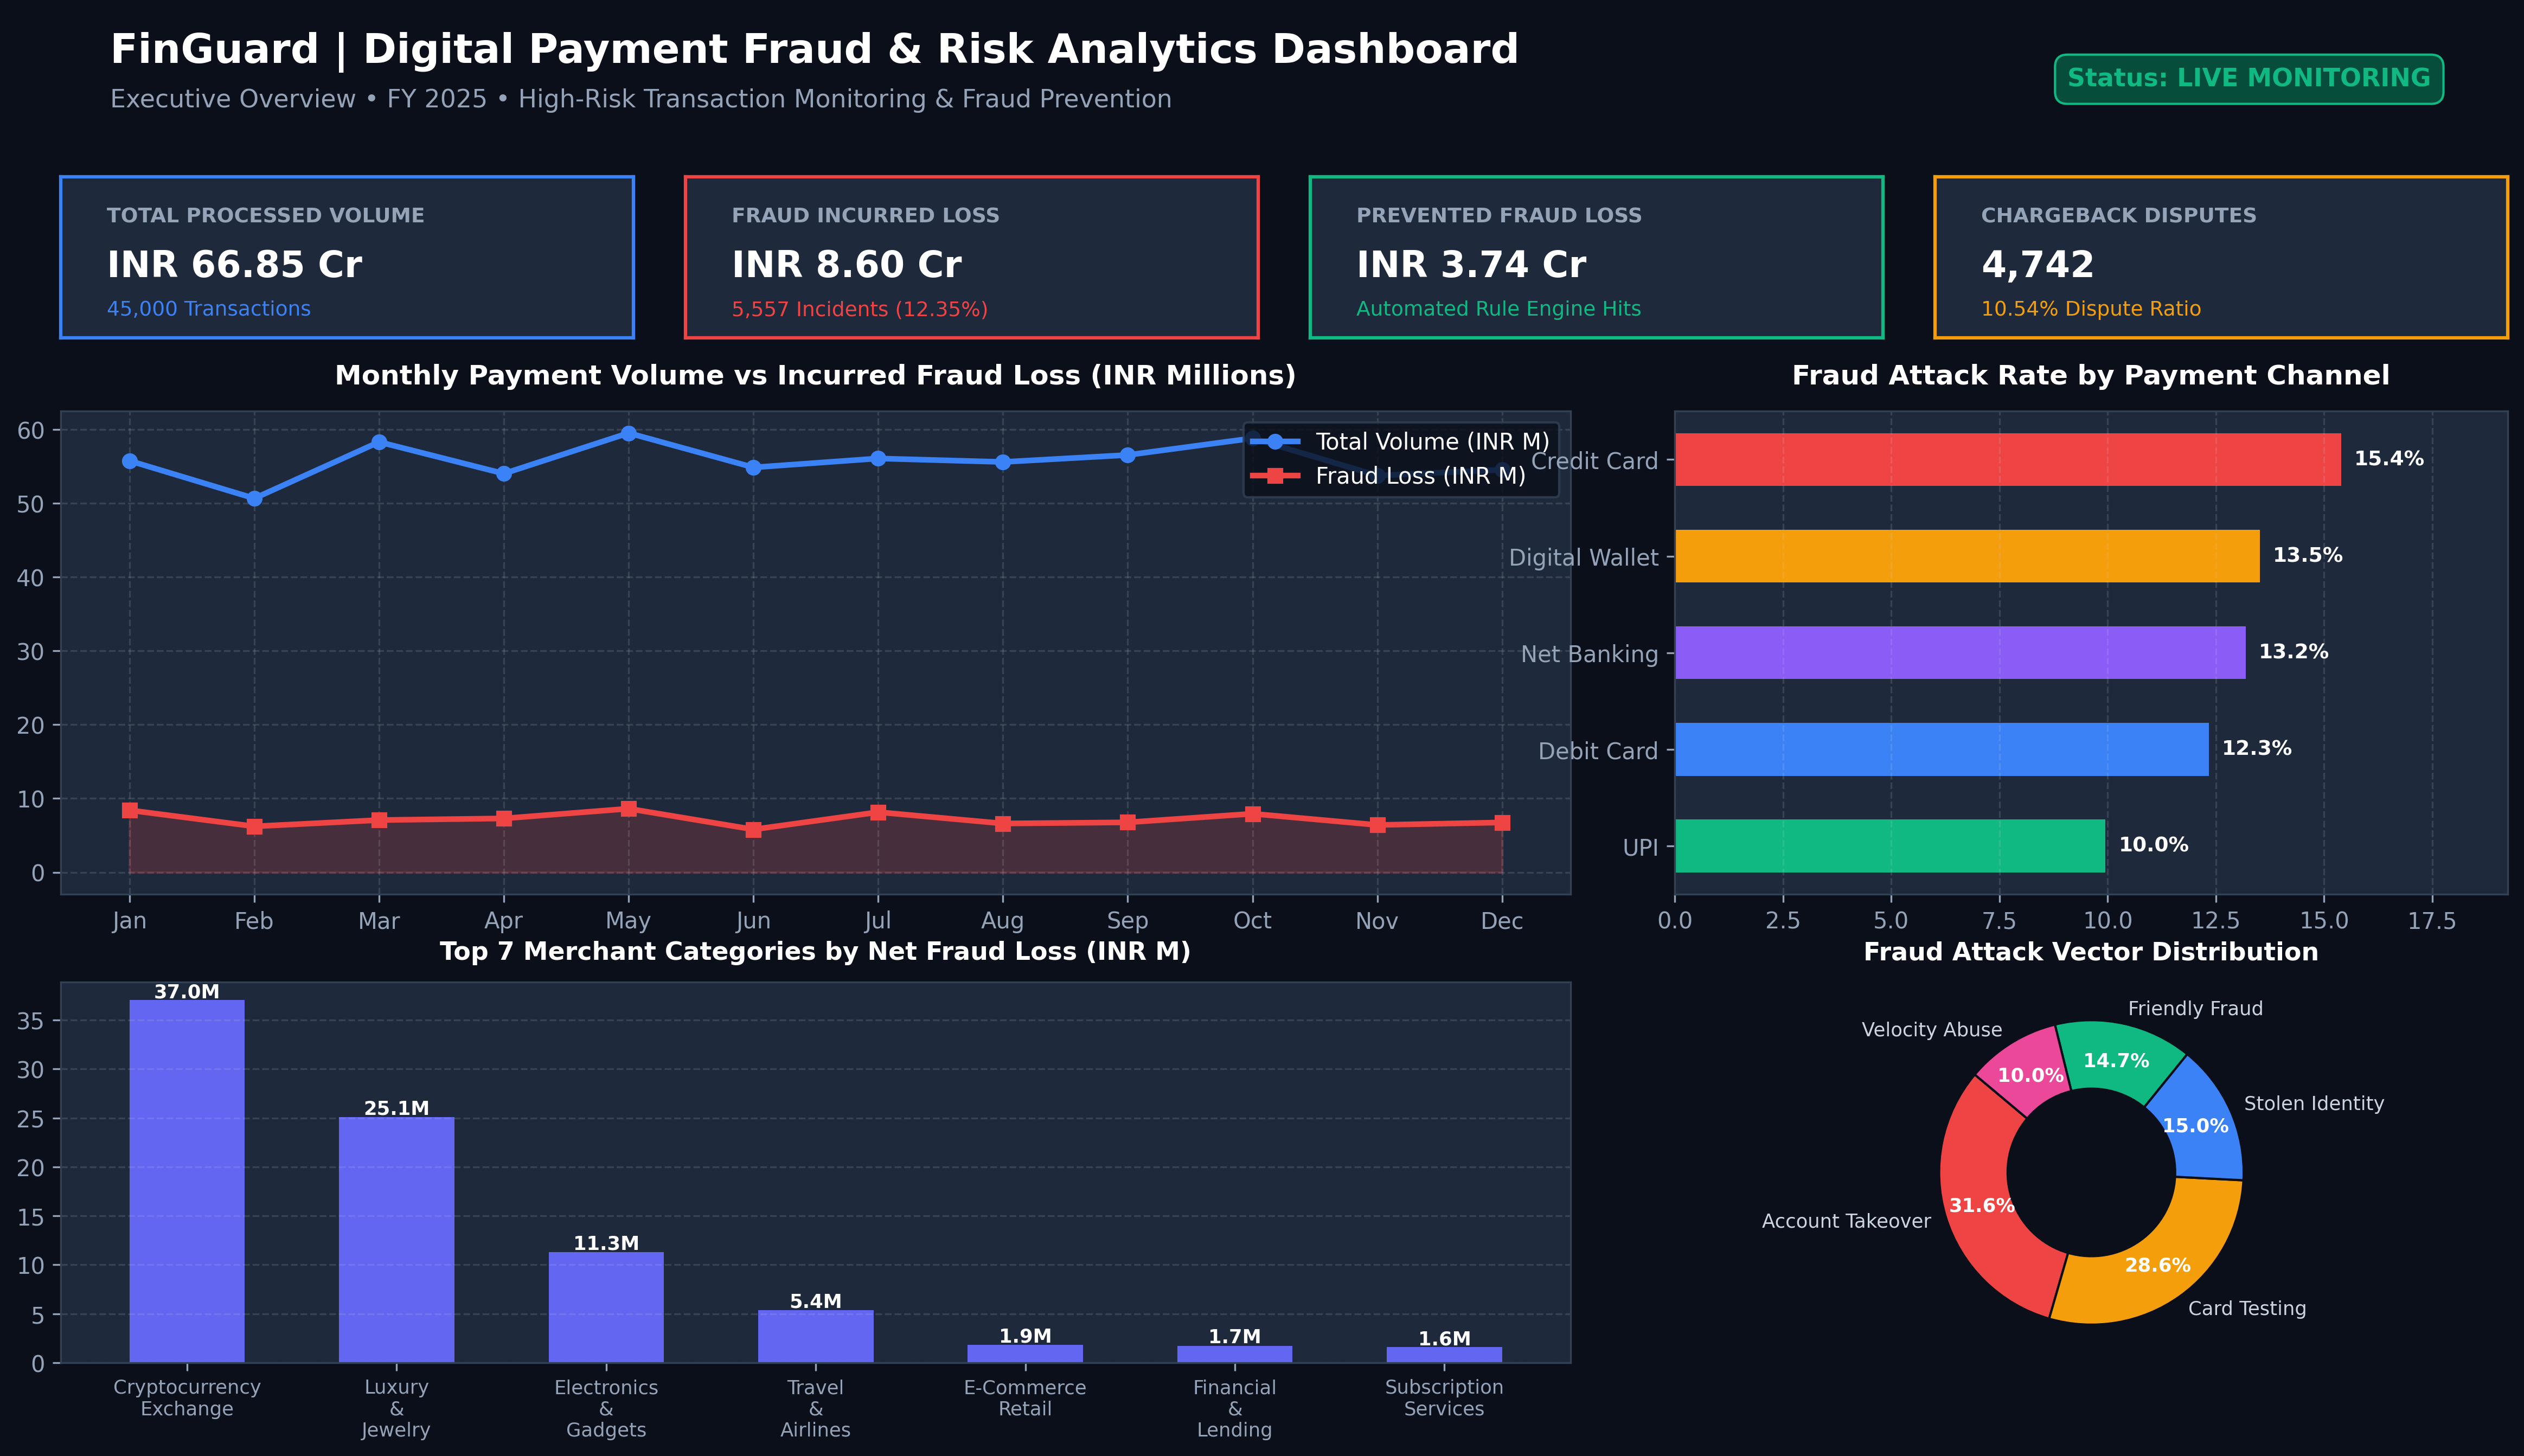 FinGuard | Digital Payment Fraud & Risk Analytics Dashboard
Executive Overview • FY 2025 • High-Risk Transaction Monitoring & Fraud Prevention
Status: LIVE MONITORING
TOTAL PROCESSED VOLUME
INR 66.85 Cr
45,000 Transactions
FRAUD INCURRED LOSS
INR 8.60 Cr
5,557 Incidents (12.35%)
PREVENTED FRAUD LOSS
INR 3.74 Cr
Automated Rule Engine Hits
CHARGEBACK DISPUTES
4,742
10.54% Dispute Ratio
Monthly Payment Volume vs Incurred Fraud Loss (INR Millions)
Total Volume (INR M)
Fraud Loss (INR M)
60
50
40
30
20
10
0
Jan Feb Mar Apr May Jun Jul Aug Sep Oct Nov Dec
Fraud Attack Rate by Payment Channel
Credit Card 15.4%
Digital Wallet 13.5%
Net Banking 13.2%
Debit Card 12.3%
UPI 10.0%
0.0 2.5 5.0 7.5 10.0 12.5 15.0 17.5
Top 7 Merchant Categories by Net Fraud Loss (INR M)
35
30
25
20
15
10
5
0
37.0M
25.1M
11.3M
5.4M
1.9M
1.7M
1.6M
Cryptocurrency
Exchange
Luxury
&
Jewelry
Electronics
&
Gadgets
Travel
&
Airlines
E-Commerce
Retail
Financial
&
Lending
Subscription
Services
Fraud Attack Vector Distribution
Friendly Fraud
14.7%
Velocity Abuse
10.0%
Stolen Identity
15.0%
Account Takeover
31.6%
Card Testing
28.6%